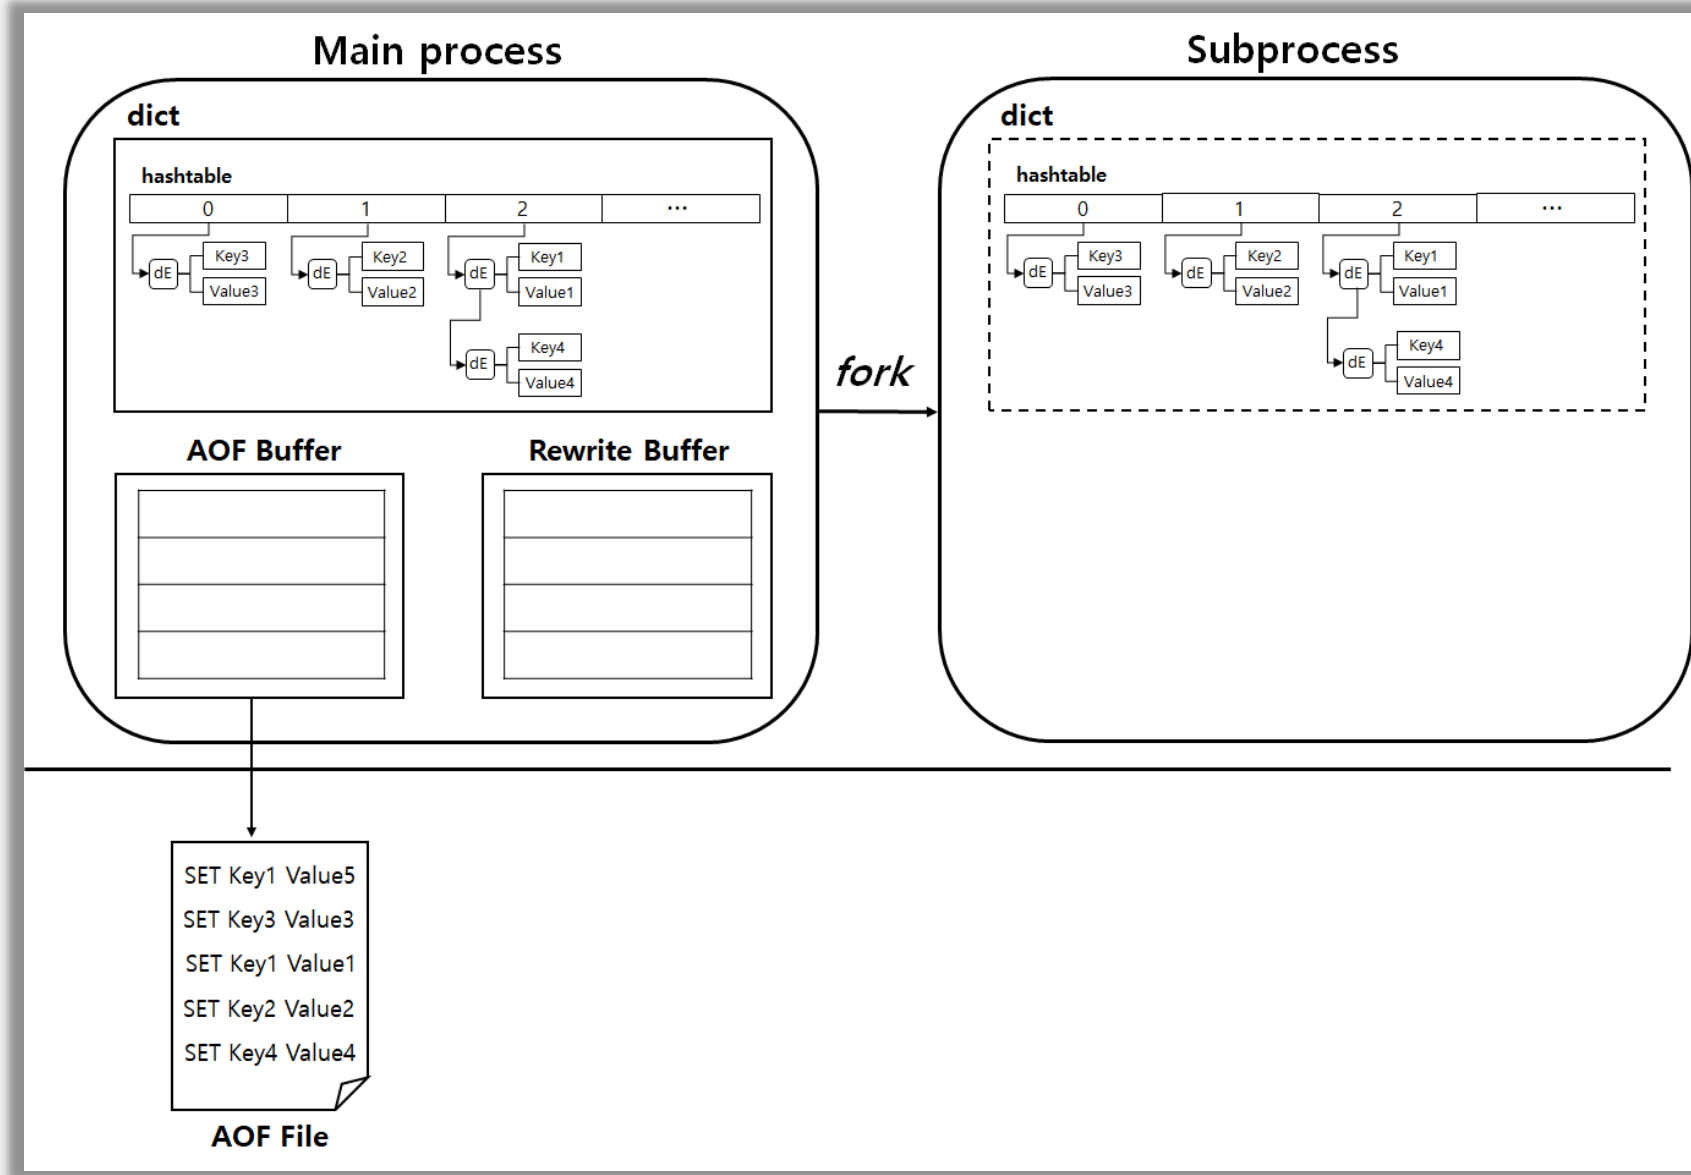 Main process
Subprocess
dict
hashtable
0 1 2 ...
dE Key3 Value3
dE Key2 Value2
dE Key1 Value1
dE Key4 Value4
AOF Buffer
Rewrite Buffer
fork
dict
hashtable
0 1 2 ...
dE Key3 Value3
dE Key2 Value2
dE Key1 Value1
dE Key4 Value4
SET Key1 Value5
SET Key3 Value3
SET Key1 Value1
SET Key2 Value2
SET Key4 Value4
AOF File